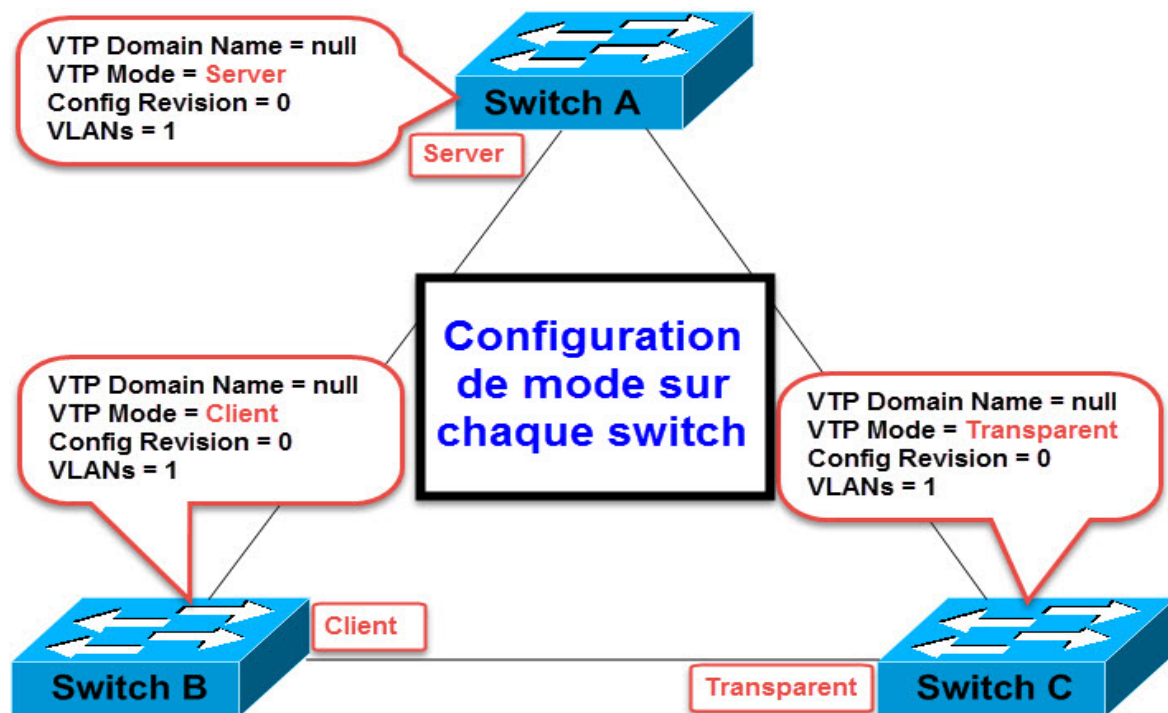 VTP Domain Name = null
VTP Mode = Server
Config Revision = 0
VLANs = 1
Switch A
Server
Configuration
de mode sur
chaque switch
VTP Domain Name = null
VTP Mode = Client
Config Revision = 0
VLANs = 1
VTP Domain Name = null
VTP Mode = Transparent
Config Revision = 0
VLANs = 1
Client
Switch B
Transparent
Switch C